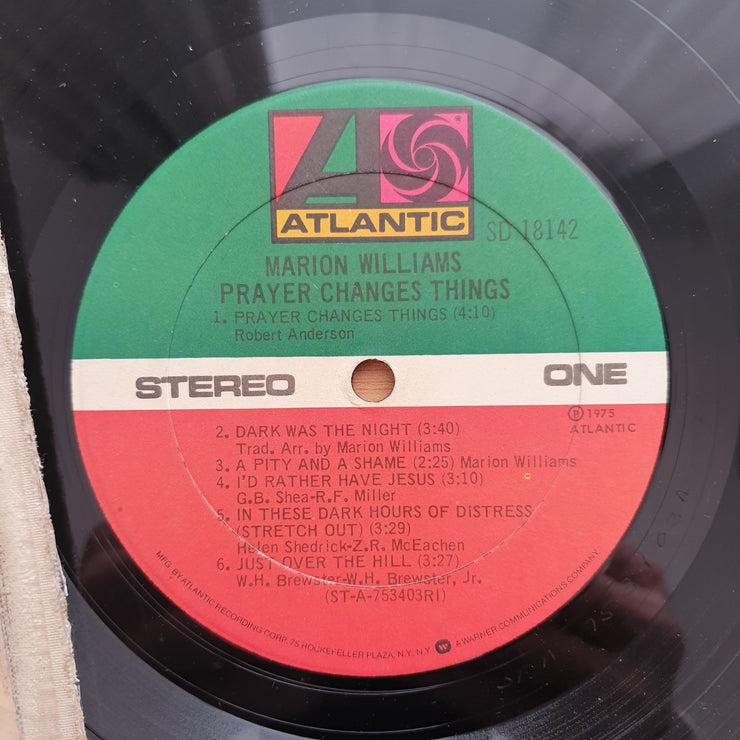 ATLANTIC
SD 18142
MARION WILLIAMS
PRAYER CHANGES THINGS
1. PRAYER CHANGES THINGS (4:10)
Robert Anderson
STEREO
ONE
℗ 1975
ATLANTIC
2. DARK WAS THE NIGHT (3:40)
Trad. Arr. by Marion Williams
3. A PITY AND A SHAME (2:25) Marion Williams
4. I'D RATHER HAVE JESUS (3:10)
G.B. Shea-R.F. Miller
5. IN THESE DARK HOURS OF DISTRESS
(STRETCH OUT) (3:29)
Helen Shedrick-Z.R. McEachen
6. JUST OVER THE HILL (3:27)
W.H. Brewster-W.H. Brewster, Jr.
(ST-A-753403RI)
MFG. BY ATLANTIC RECORDING CORP. 75 ROCKEFELLER PLAZA, N.Y. N.Y. A WARNER COMMUNICATIONS COMPANY